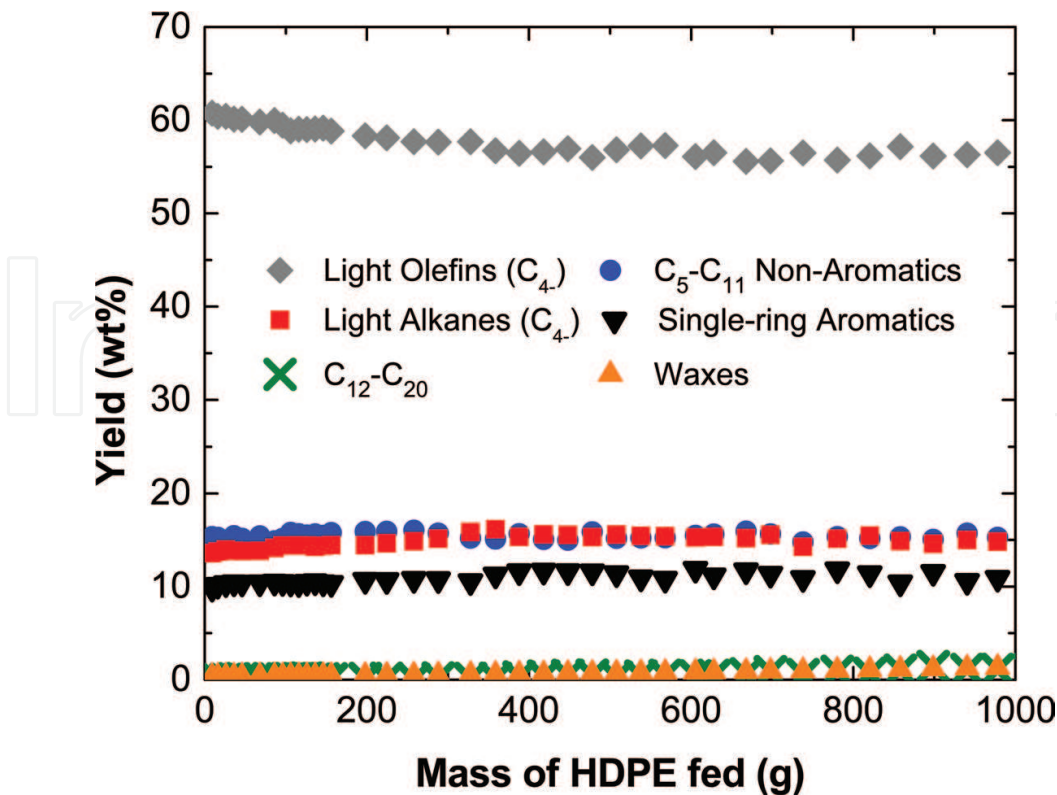 70
60
50
40
30
20
10
0
Yield (wt%)
Light Olefins (C₄₋)
C₅-C₁₁ Non-Aromatics
Light Alkanes (C₄₋)
Single-ring Aromatics
C₁₂-C₂₀
Waxes
0 200 400 600 800 1000
Mass of HDPE fed (g)